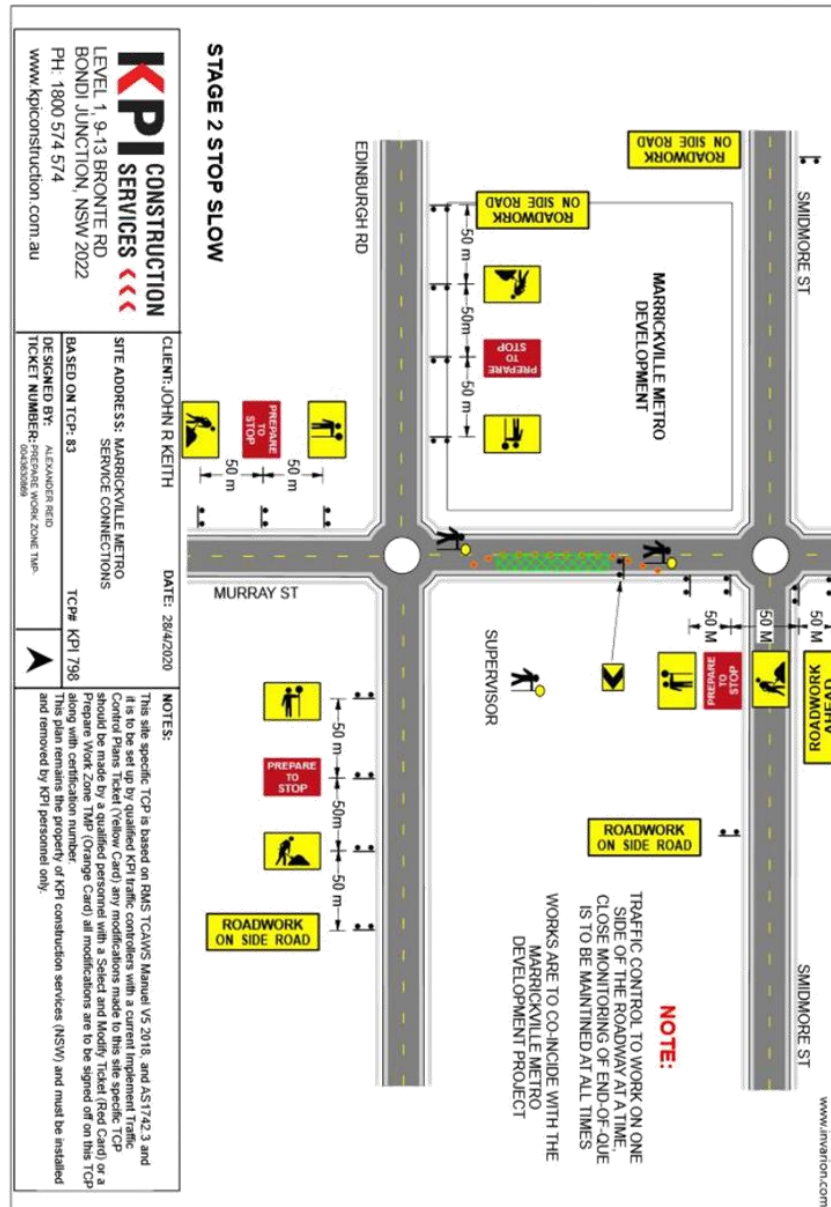 www.invarion.com
STAGE 2 STOP SLOW
SMIDMORE ST
SMIDMORE ST
EDINBURGH RD
MURRAY ST
ROADWORK
ON SIDE ROAD
ROADWORK
ON SIDE ROAD
MARRICKVILLE METRO
DEVELOPMENT
50 m
50m
50 m
PREPARE
TO
STOP
50 M
50 M
PREPARE
TO
STOP
ROADWORK
AHEAD
SUPERVISOR
ROADWORK
ON SIDE ROAD
PREPARE
TO
STOP
50 m
50 m
50 m
50m
50 m
PREPARE
TO
STOP
ROADWORK
ON SIDE ROAD
NOTE:
TRAFFIC CONTROL TO WORK ON ONE
SIDE OF THE ROADWAY AT A TIME,
CLOSE MONITORING OF END-OF-QUE
IS TO BE MAINTINED AT ALL TIMES
WORKS ARE TO CO-INCIDE WITH THE
MARRICKVILLE METRO
DEVELOPMENT PROJECT
KPI CONSTRUCTION
SERVICES
LEVEL 1, 9-13 BRONTE RD
BONDI JUNCTION, NSW 2022
PH: 1800 574 574
www.kpiconstruction.com.au
CLIENT: JOHN R KEITH
DATE: 28/4/2020
SITE ADDRESS: MARRICKVILLE METRO
SERVICE CONNECTIONS
BASED ON TCP: 83
TCP# KPI 798
DESIGNED BY: ALEXANDER REID
TICKET NUMBER: PREPARE WORK ZONE TMP-
NOTES:
This site specific TCP is based on RMS TCAWS Manuel V5 2018, and AS1742.3 and
it is to be set up by qualified KPI traffic controllers with a current Implement Traffic
Control Plans Ticket (Yellow Card) any modifications made to this site specific TCP
should be made by a qualified personnel with a Select and Modify Ticket (Red Card) or a
Prepare Work Zone TMP (Orange Card) all modifications are to be signed off on this TCP
along with certification number.
This plan remains the property of KPI construction services (NSW) and must be installed
and removed by KPI personnel only.